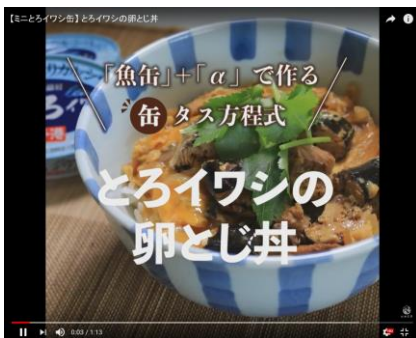 【ミニとろイワシ缶】とろイワシの卵とじ丼
「魚缶」+「α」で作る
缶 タス方程式
とろイワシの
卵とじ丼
0:03 / 1:13